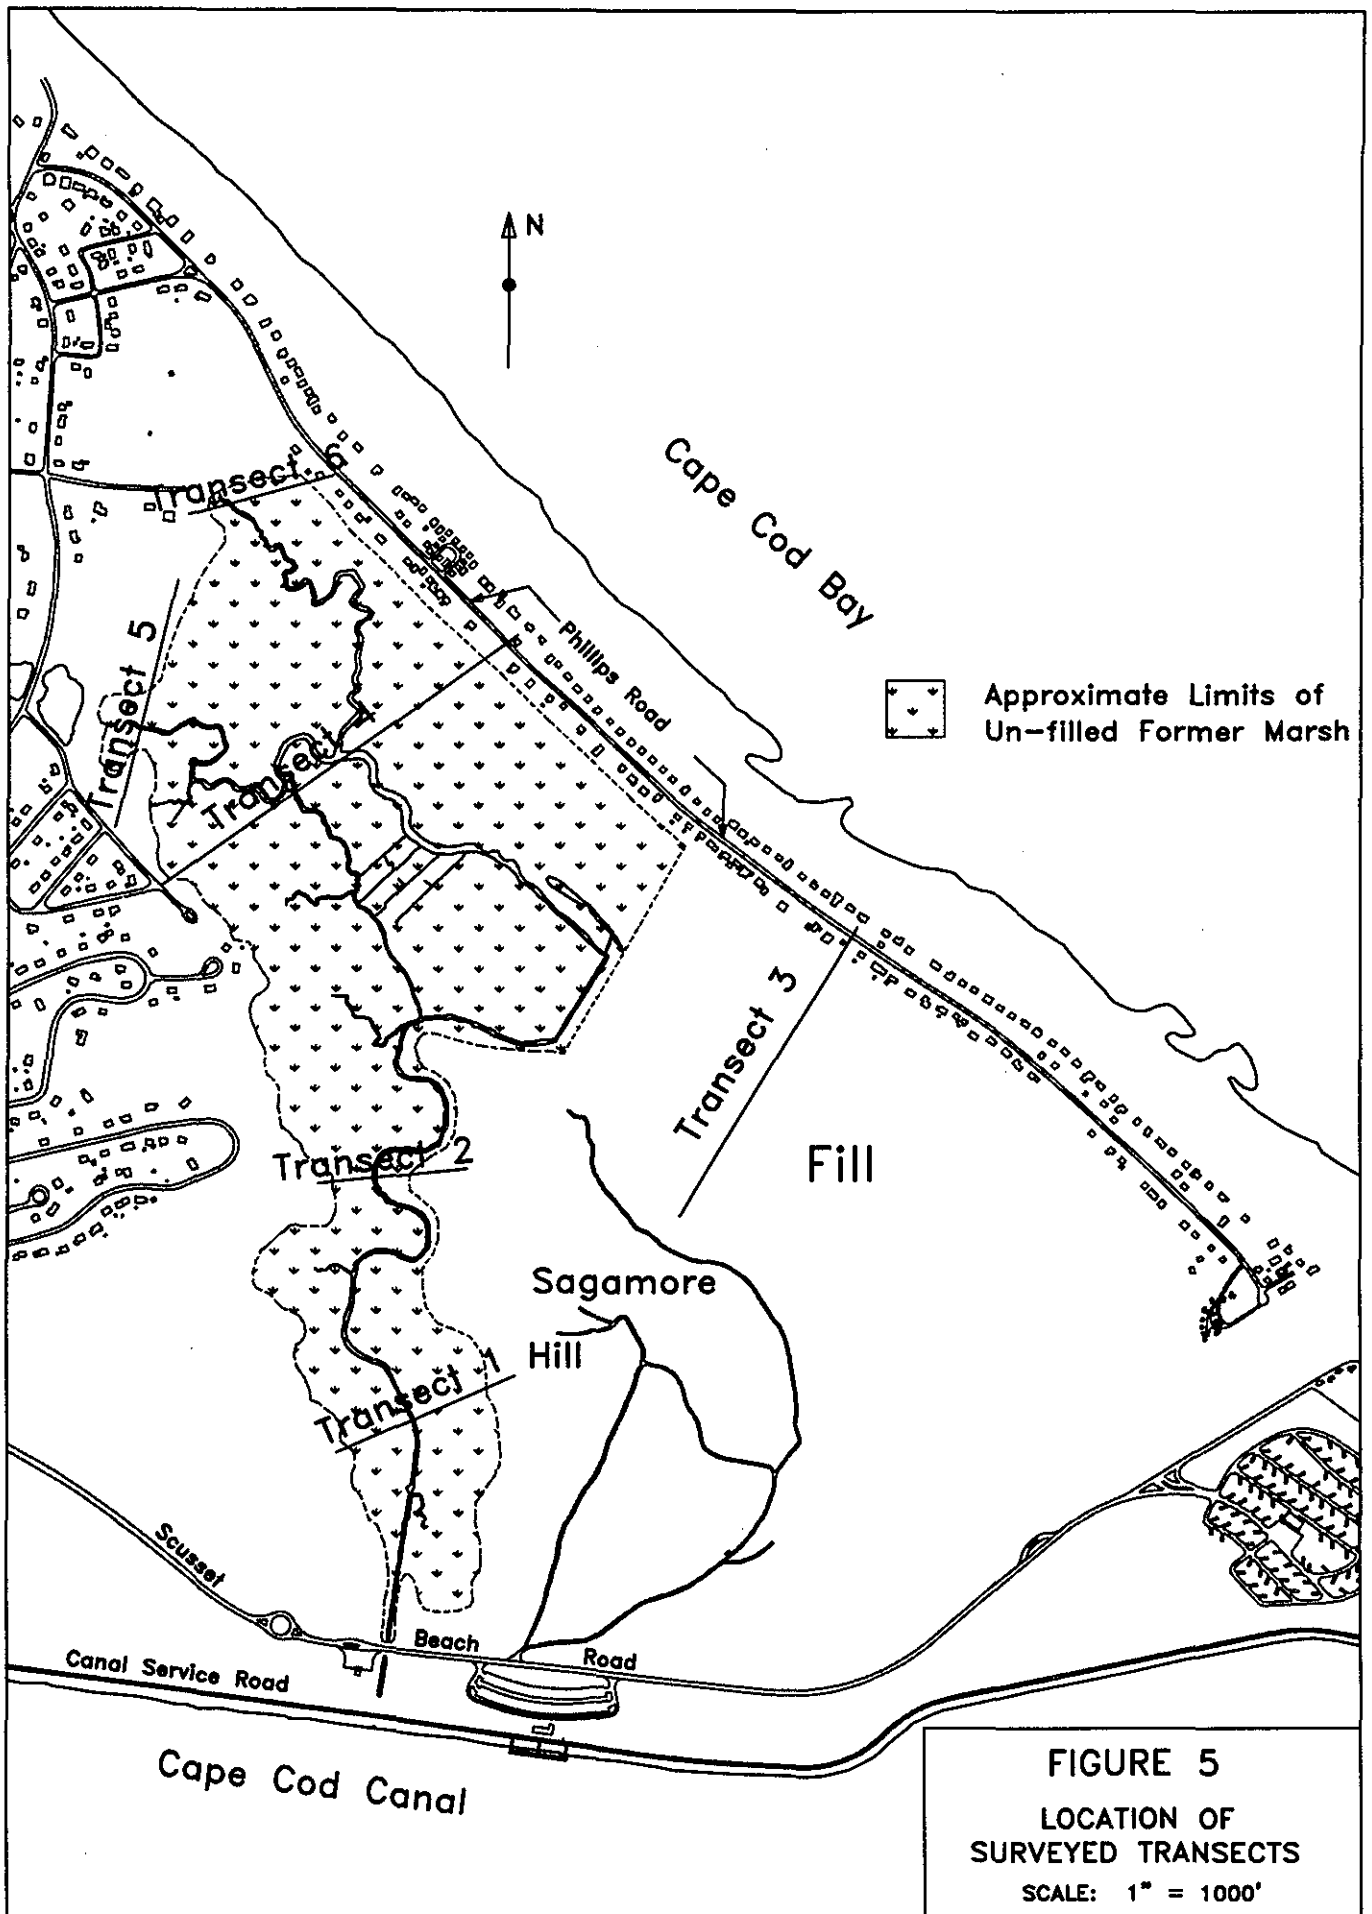 N
Cape Cod Bay
Transect 6
Transect 5
Phillips Road
Approximate Limits of
Un-filled Former Marsh
Transect
Transect 3
Transect 2
Fill
Sagamore
Hill
Transect 1
Scusset
Beach
Road
Canal Service Road
Cape Cod Canal
FIGURE 5
LOCATION OF
SURVEYED TRANSECTS
SCALE: 1" = 1000'